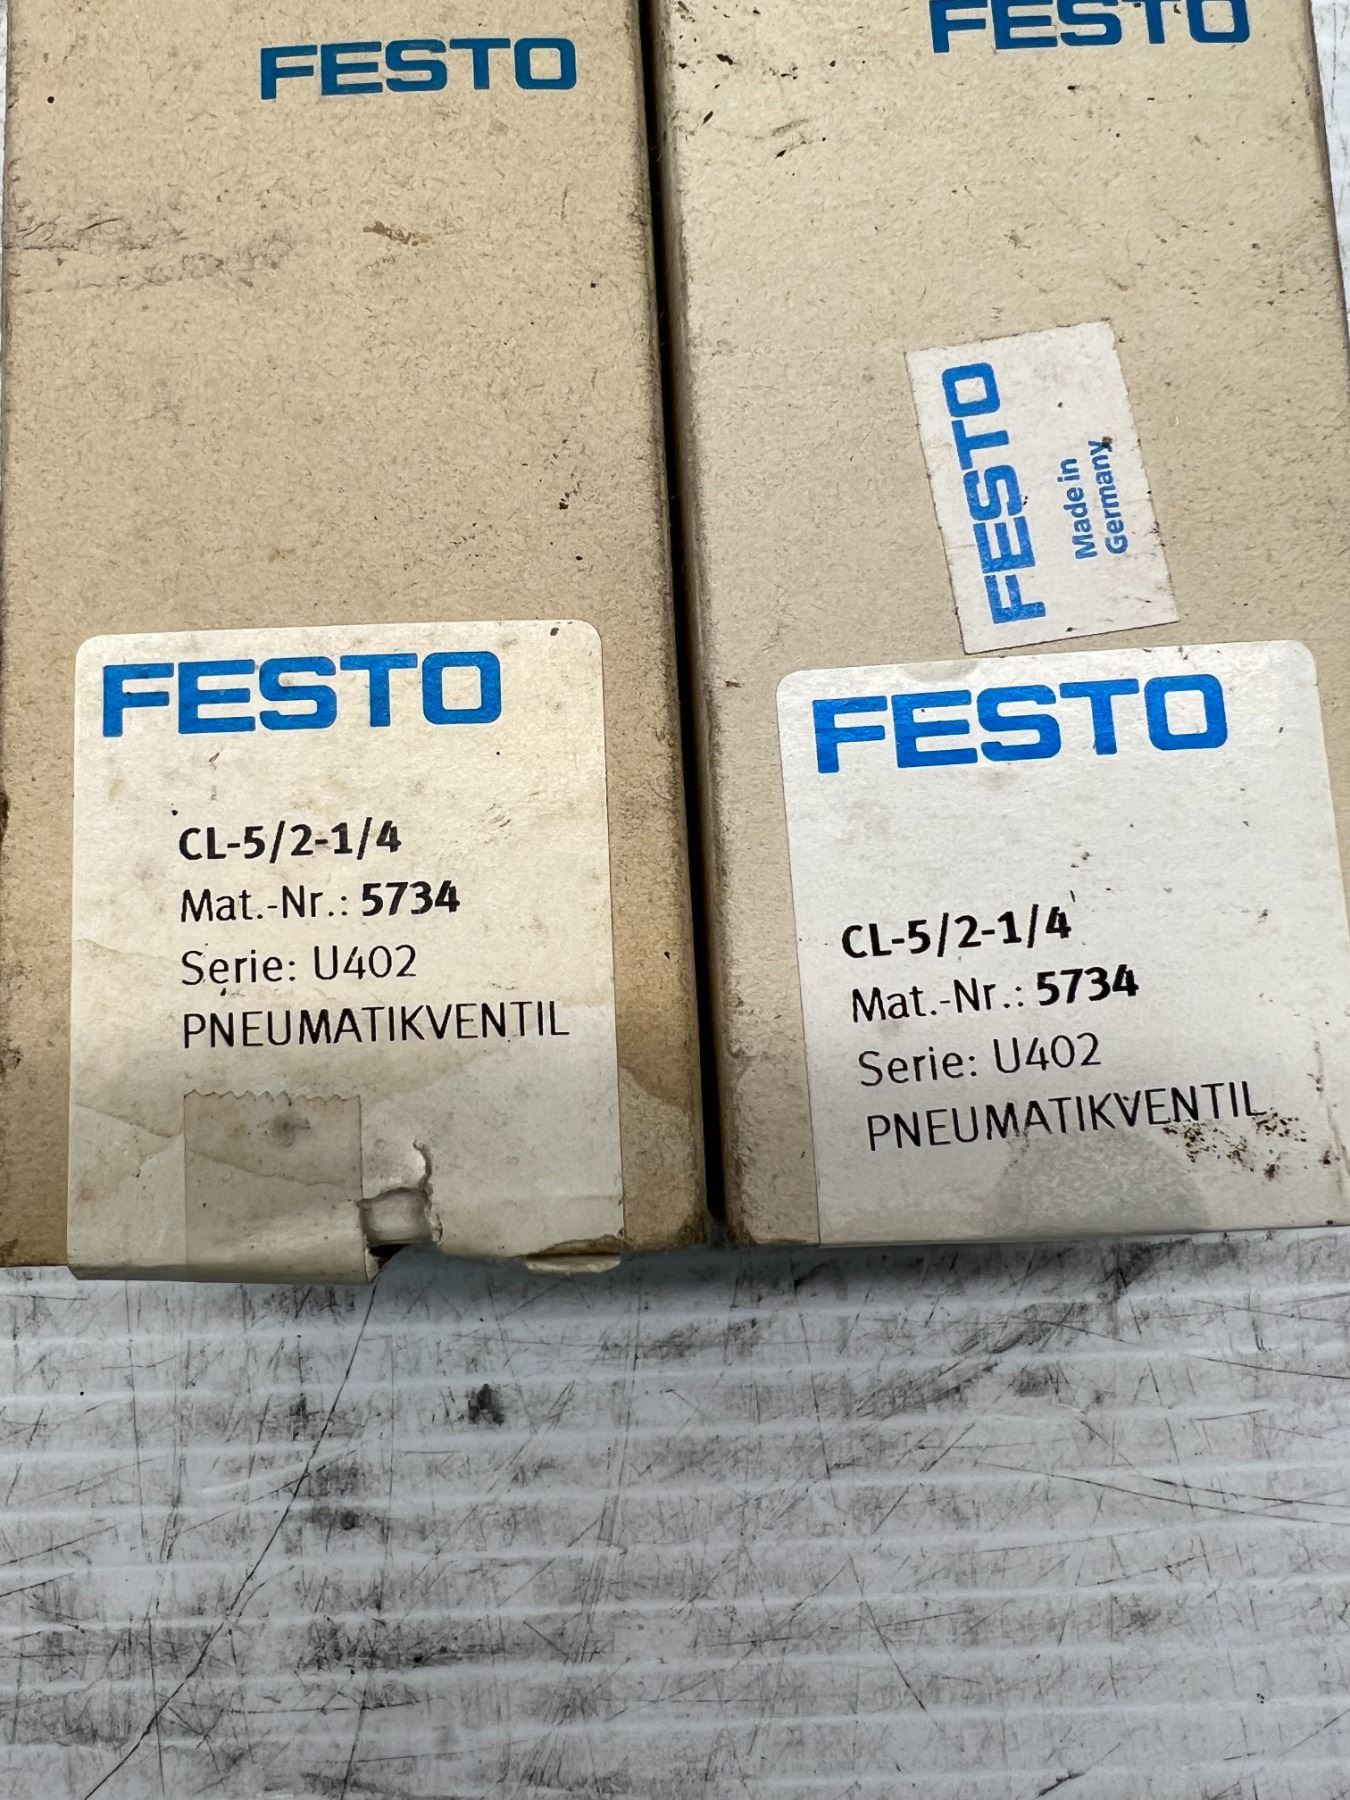 FESTO
FESTO
CL-5/2-1/4
Mat.-Nr.: 5734
Serie: U402
PNEUMATIKVENTIL
FESTO
FESTO
Made in
Germany
FESTO
CL-5/2-1/4
Mat.-Nr.: 5734
Serie: U402
PNEUMATIKVENTIL